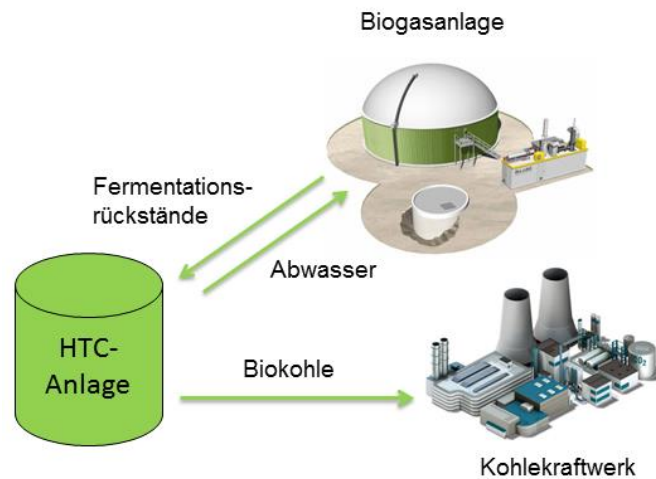 Biogasanlage
Fermentations-
rückstände
Abwasser
HTC-
Anlage
Biokohle
Kohlekraftwerk